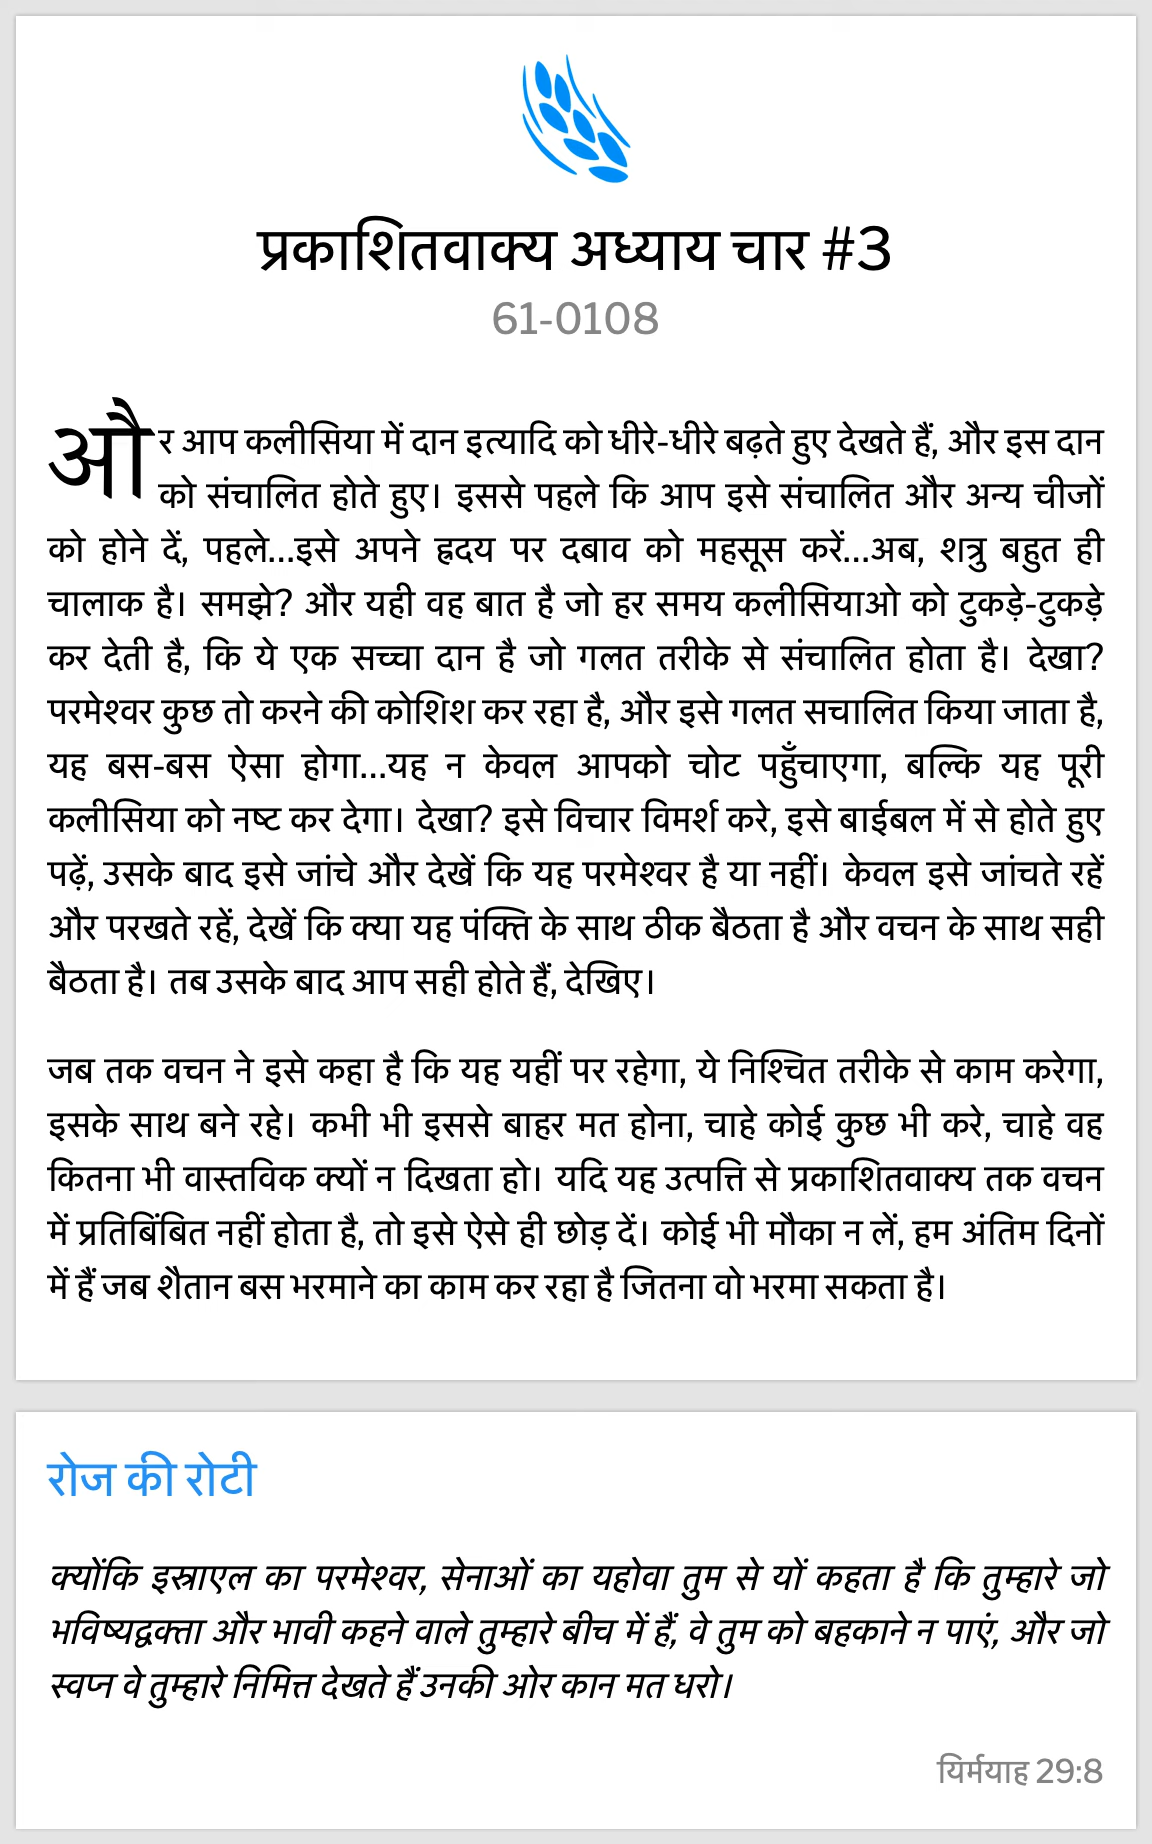 प्रकाशितवाक्य अध्याय चार #3
61-0108
और आप कलीसिया में दान इत्यादि को धीरे-धीरे बढ़ते हुए देखते हैं, और इस दान
को संचालित होते हुए। इससे पहले कि आप इसे संचालित और अन्य चीजों
को होने दें, पहले...इसे अपने ह्रदय पर दबाव को महसूस करें...अब, शत्रु बहुत ही
चालाक है। समझे? और यही वह बात है जो हर समय कलीसियाओ को टुकड़े-टुकड़े
कर देती है, कि ये एक सच्चा दान है जो गलत तरीके से संचालित होता है। देखा?
परमेश्वर कुछ तो करने की कोशिश कर रहा है, और इसे गलत सचालित किया जाता है,
यह बस-बस ऐसा होगा...यह न केवल आपको चोट पहुँचाएगा, बल्कि यह पूरी
कलीसिया को नष्ट कर देगा। देखा? इसे विचार विमर्श करे, इसे बाईबल में से होते हुए
पढ़ें, उसके बाद इसे जांचे और देखें कि यह परमेश्वर है या नहीं। केवल इसे जांचते रहें
और परखते रहें, देखें कि क्या यह पंक्ति के साथ ठीक बैठता है और वचन के साथ सही
बैठता है। तब उसके बाद आप सही होते हैं, देखिए।
जब तक वचन ने इसे कहा है कि यह यहीं पर रहेगा, ये निश्चित तरीके से काम करेगा,
इसके साथ बने रहे। कभी भी इससे बाहर मत होना, चाहे कोई कुछ भी करे, चाहे वह
कितना भी वास्तविक क्यों न दिखता हो। यदि यह उत्पत्ति से प्रकाशितवाक्य तक वचन
में प्रतिबिंबित नहीं होता है, तो इसे ऐसे ही छोड़ दें। कोई भी मौका न लें, हम अंतिम दिनों
में हैं जब शैतान बस भरमाने का काम कर रहा है जितना वो भरमा सकता है।
रोज की रोटी
क्योंकि इस्राएल का परमेश्वर, सेनाओं का यहोवा तुम से यों कहता है कि तुम्हारे जो
भविष्यद्वक्ता और भावी कहने वाले तुम्हारे बीच में हैं, वे तुम को बहकाने न पाएं, और जो
स्वप्न वे तुम्हारे निमित्त देखते हैं उनकी ओर कान मत धरो।
यिर्मयाह 29:8